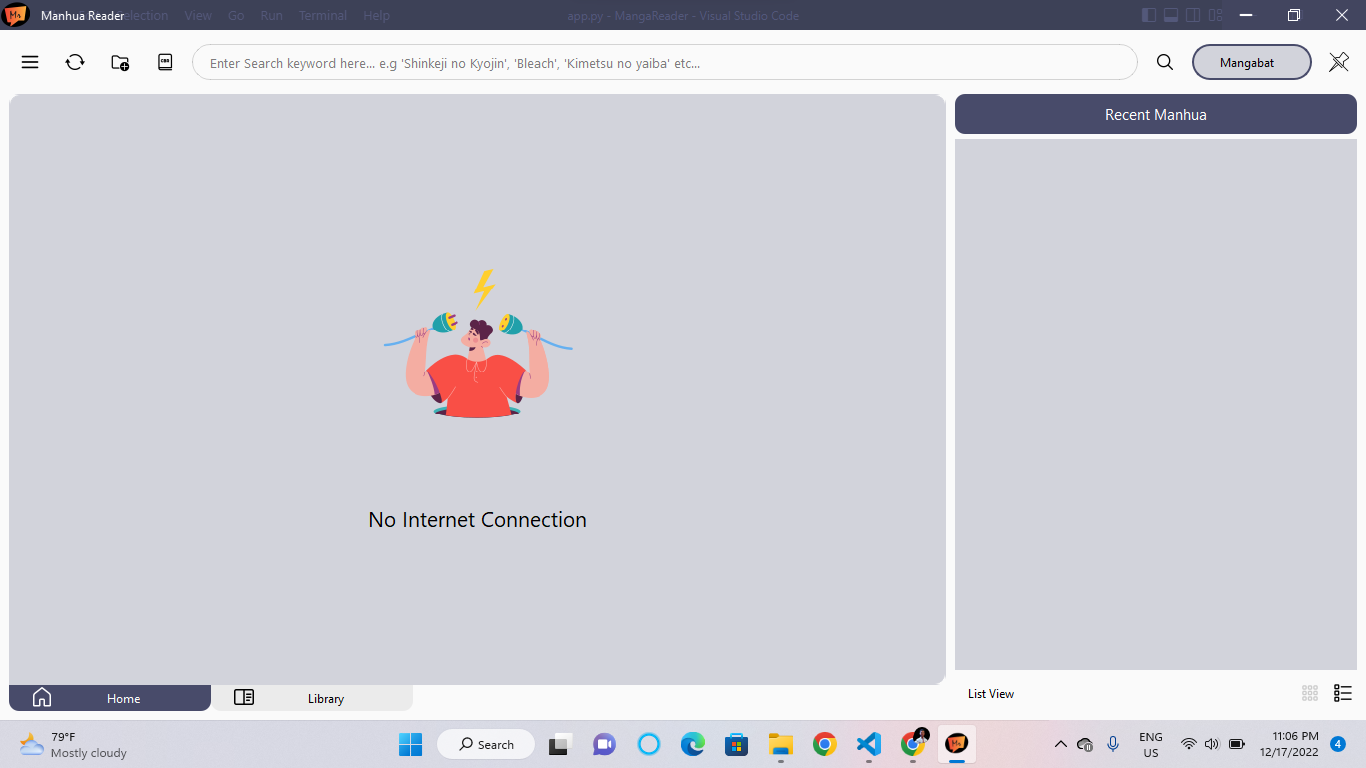 Manhua Reader
Selection View Go Run Terminal Help
app.py - MangaReader - Visual Studio Code
CBR
Enter Search keyword here... e.g 'Shinkeji no Kyojin', 'Bleach', 'Kimetsu no yaiba' etc...
Mangabat
Recent Manhua
No Internet Connection
List View
Home
Library
79°F
Mostly cloudy
Search
ENG
US
11:06 PM
12/17/2022
4